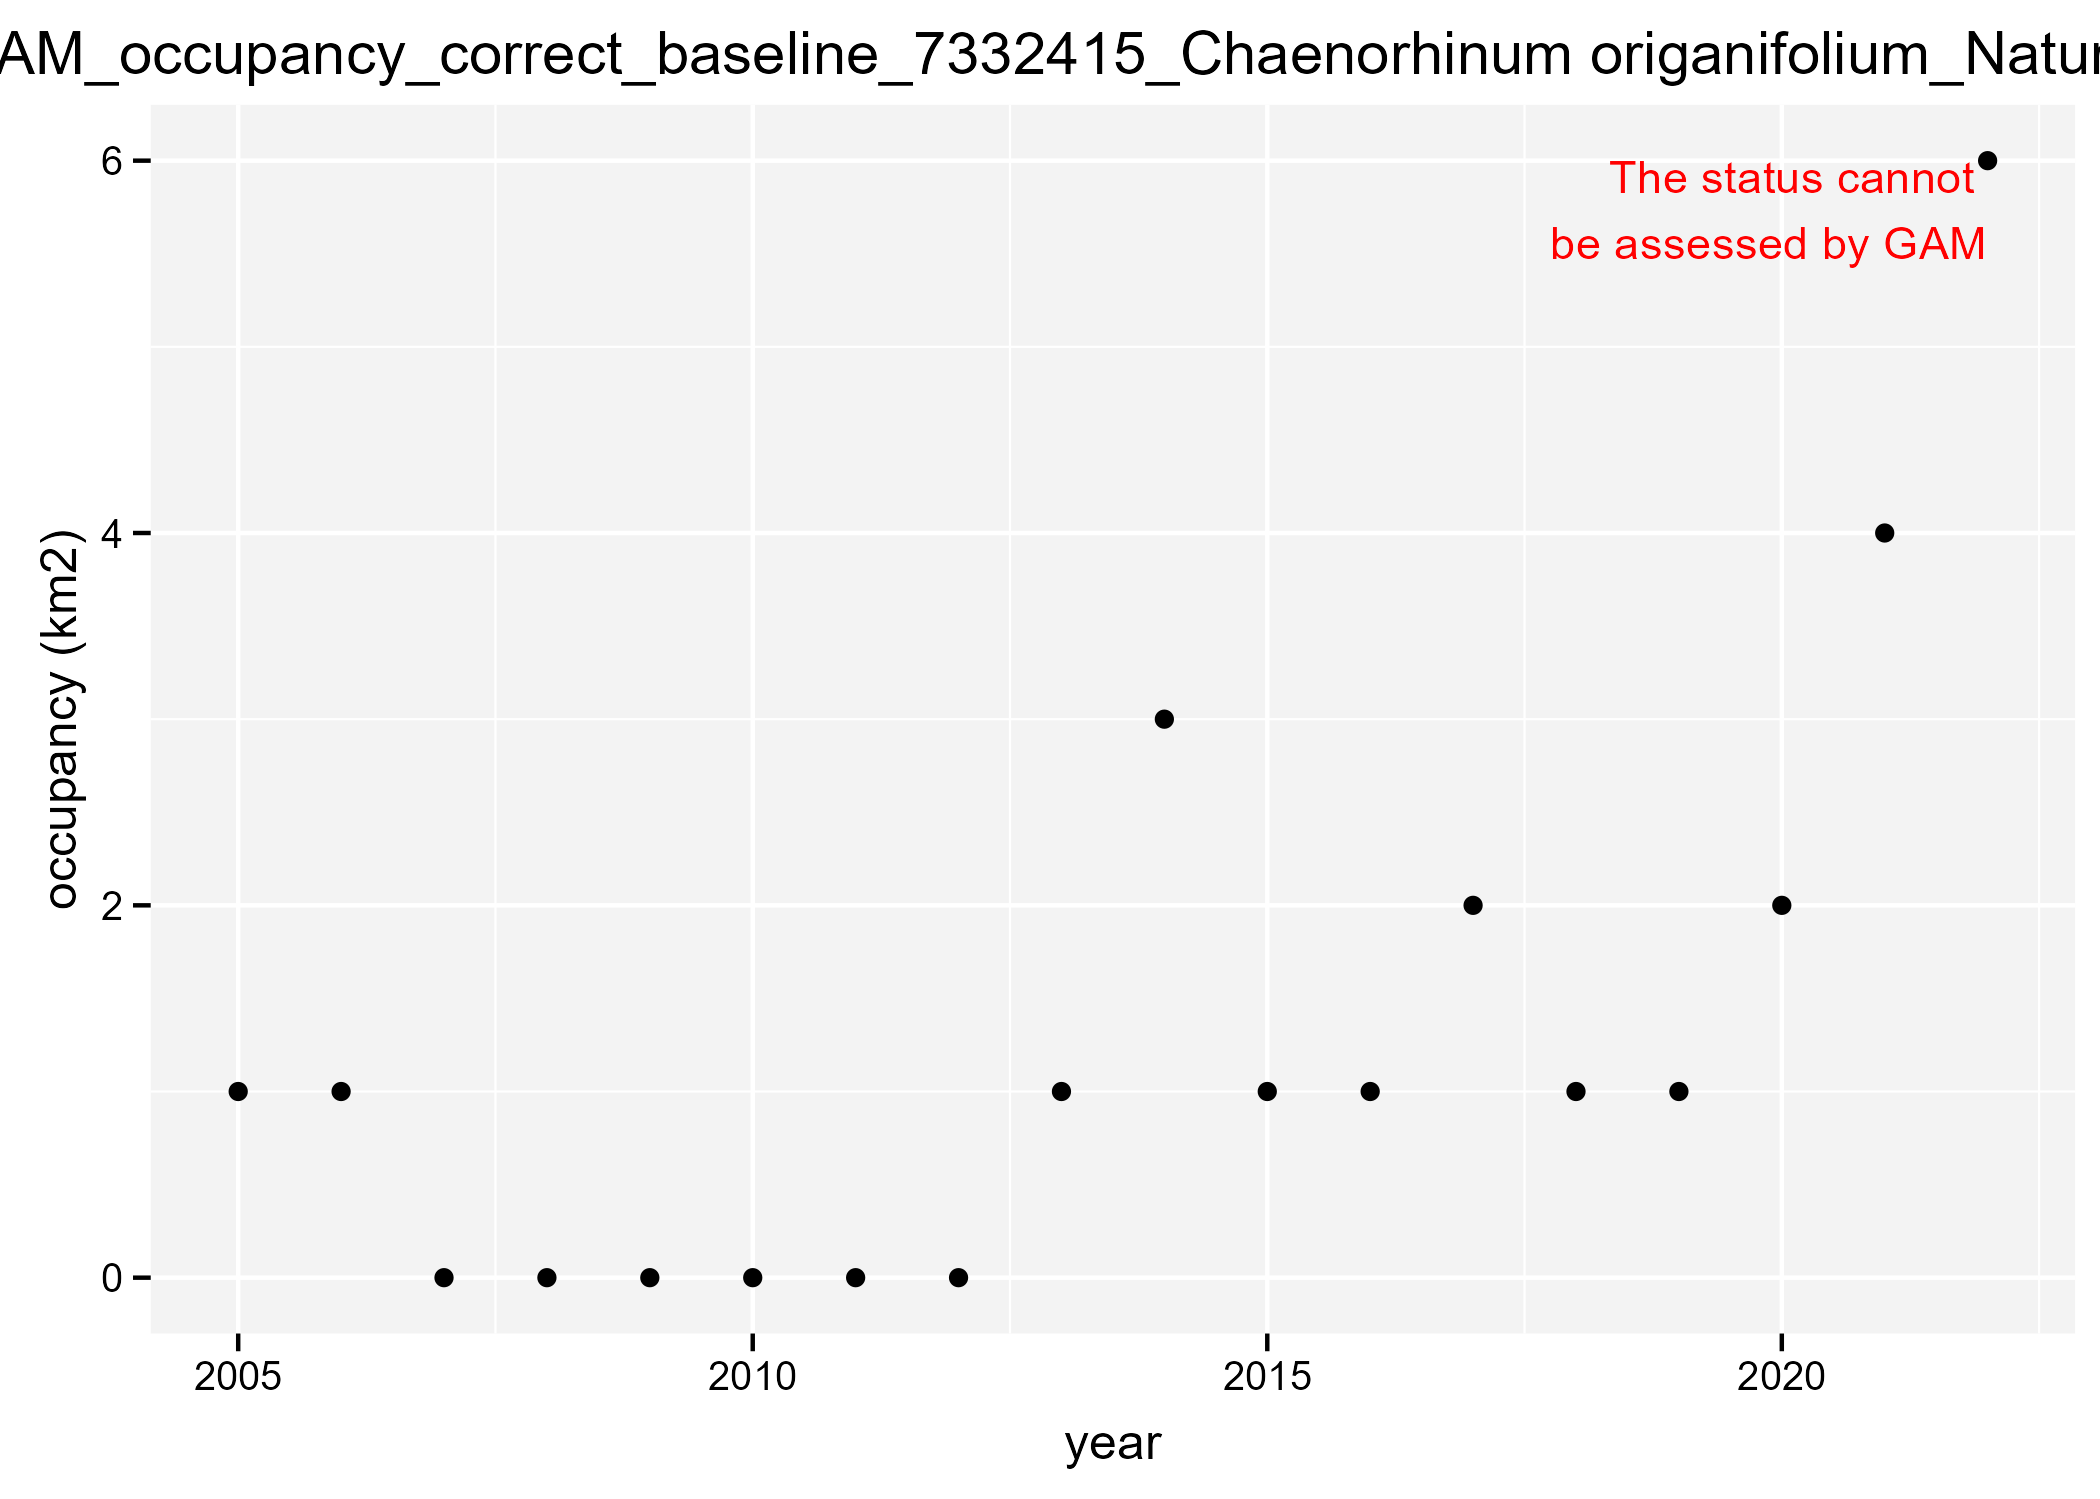 AM_occupancy_correct_baseline_7332415_Chaenorhinum origanifolium_Natur
6
The status cannot
be assessed by GAM
4
occupancy (km2)
2
0
2005 2010 2015 2020
year